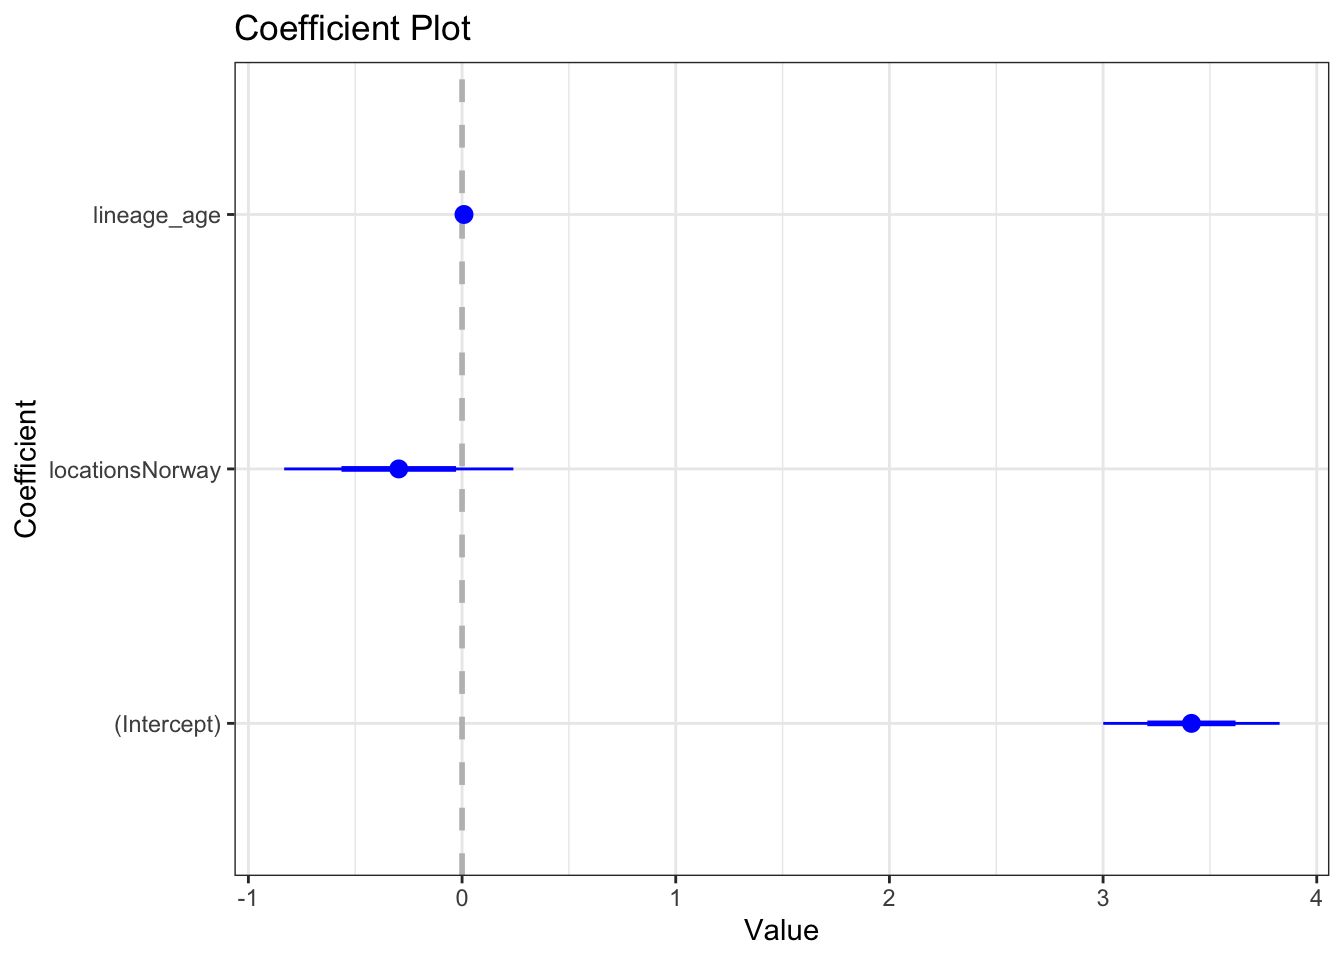 Coefficient Plot
lineage_age
locationsNorway
(Intercept)
Coefficient
-1 0 1 2 3 4
Value